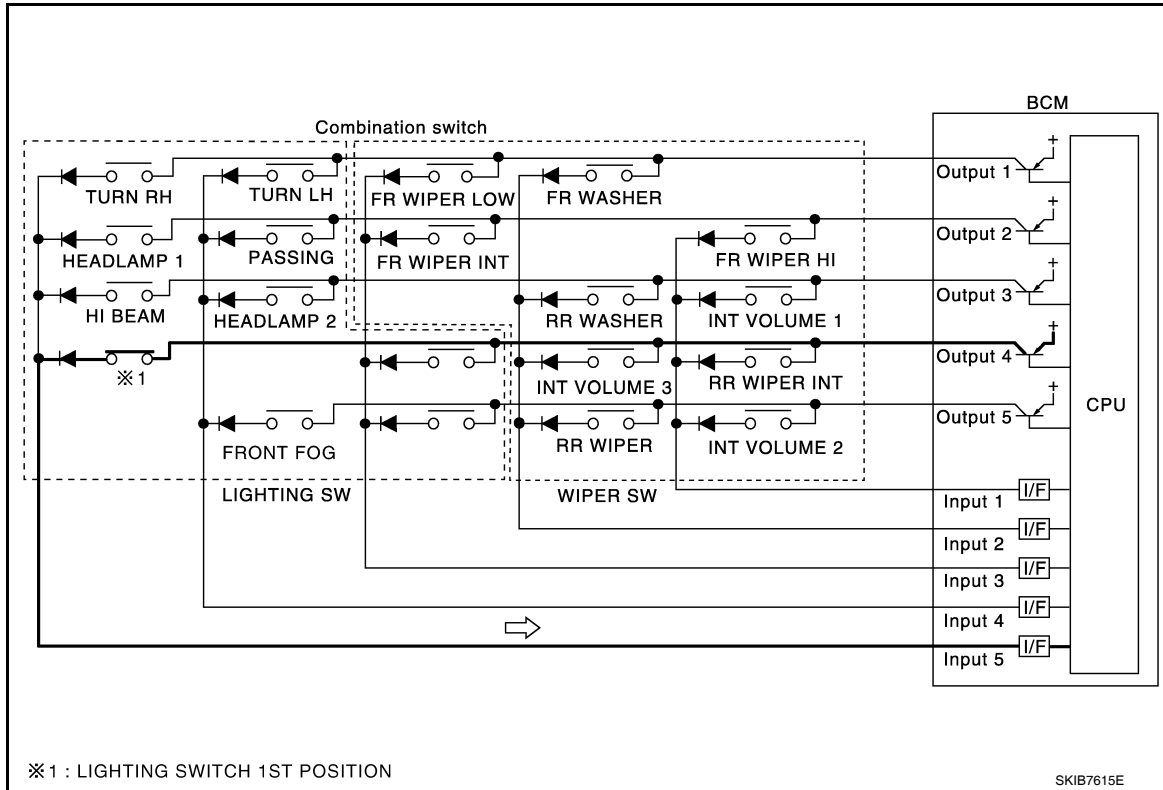 BCM
Combination switch
TURN RH
TURN LH
FR WIPER LOW
FR WASHER
Output 1
+
HEADLAMP 1
PASSING
FR WIPER INT
FR WIPER HI
Output 2
+
HI BEAM
HEADLAMP 2
RR WASHER
INT VOLUME 1
Output 3
+
※1
INT VOLUME 3
RR WIPER INT
Output 4
+
CPU
FRONT FOG
RR WIPER
INT VOLUME 2
Output 5
+
LIGHTING SW
WIPER SW
Input 1
I/F
Input 2
I/F
Input 3
I/F
Input 4
I/F
Input 5
I/F
※1 : LIGHTING SWITCH 1ST POSITION
SKIB7615E